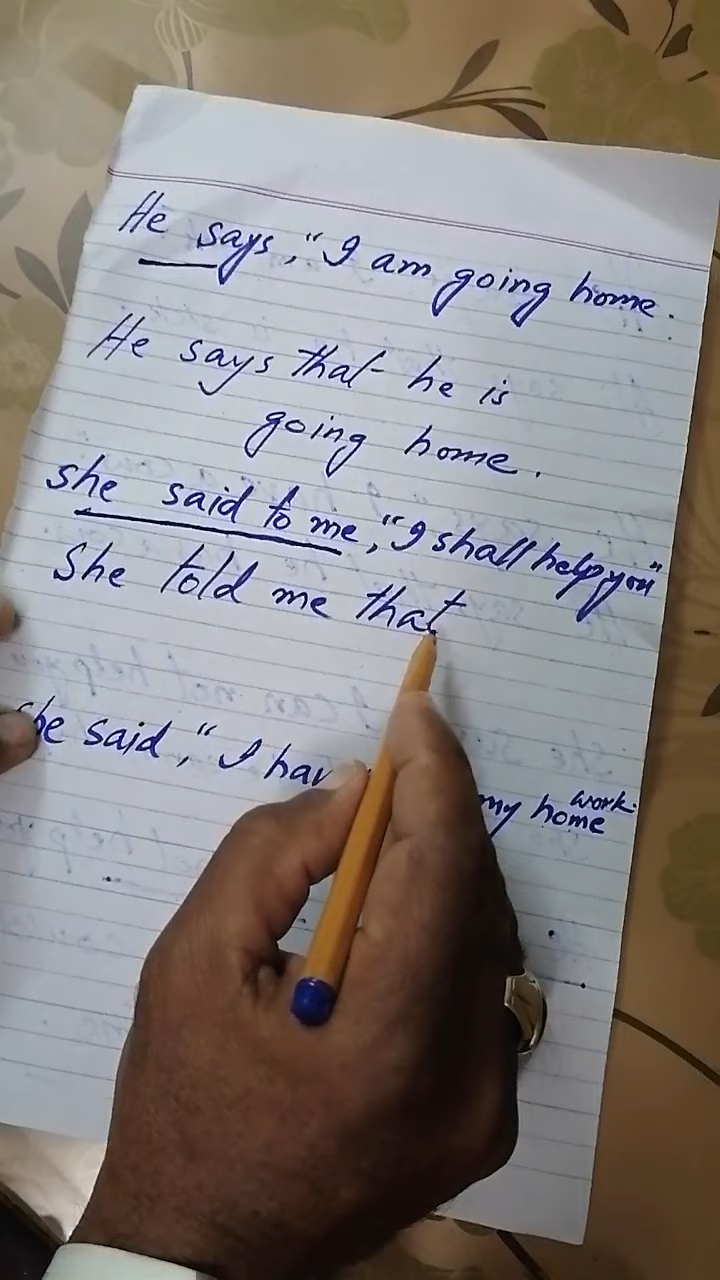 He says, "I am going home.
He says that he is
going home.
she said to me, "I shall help you"
She told me that
she said, "I hav my home work.